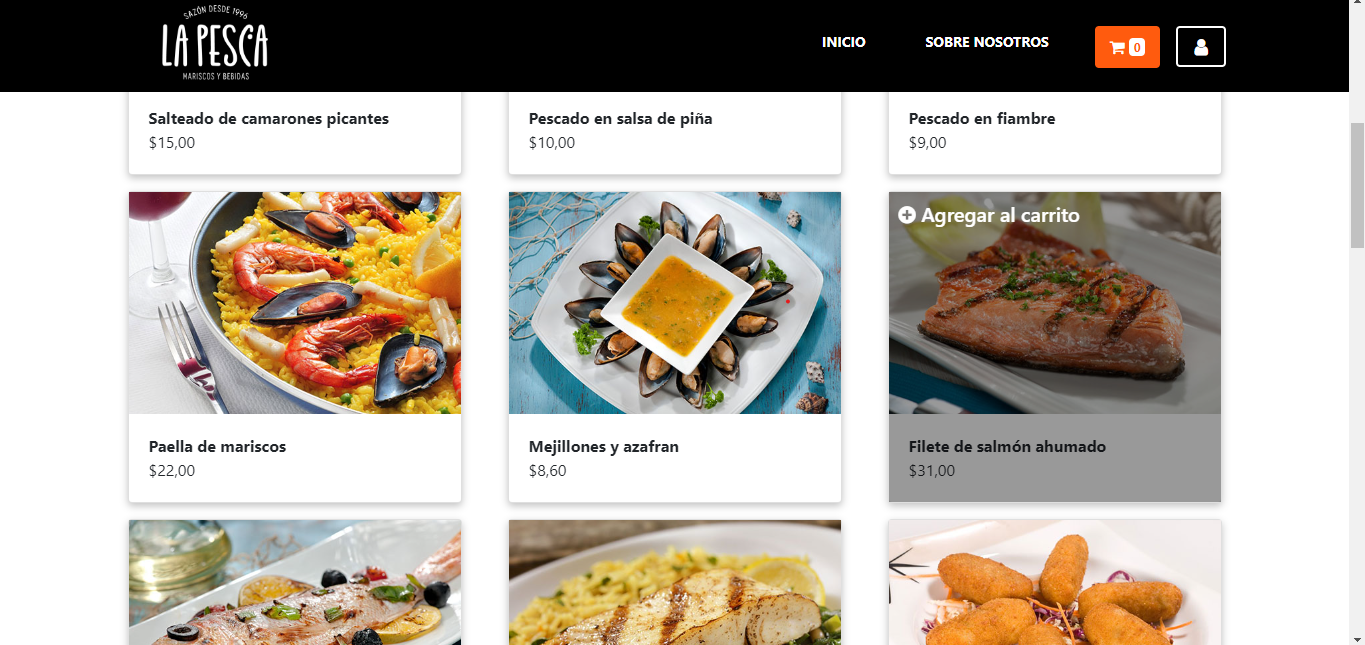 SAZÓN DESDE 1996
LA PESCA
MARISCOS Y BEBIDAS
INICIO
SOBRE NOSOTROS
0
Salteado de camarones picantes
$15,00
Pescado en salsa de piña
$10,00
Pescado en fiambre
$9,00
Agregar al carrito
Paella de mariscos
$22,00
Mejillones y azafran
$8,60
Filete de salmón ahumado
$31,00